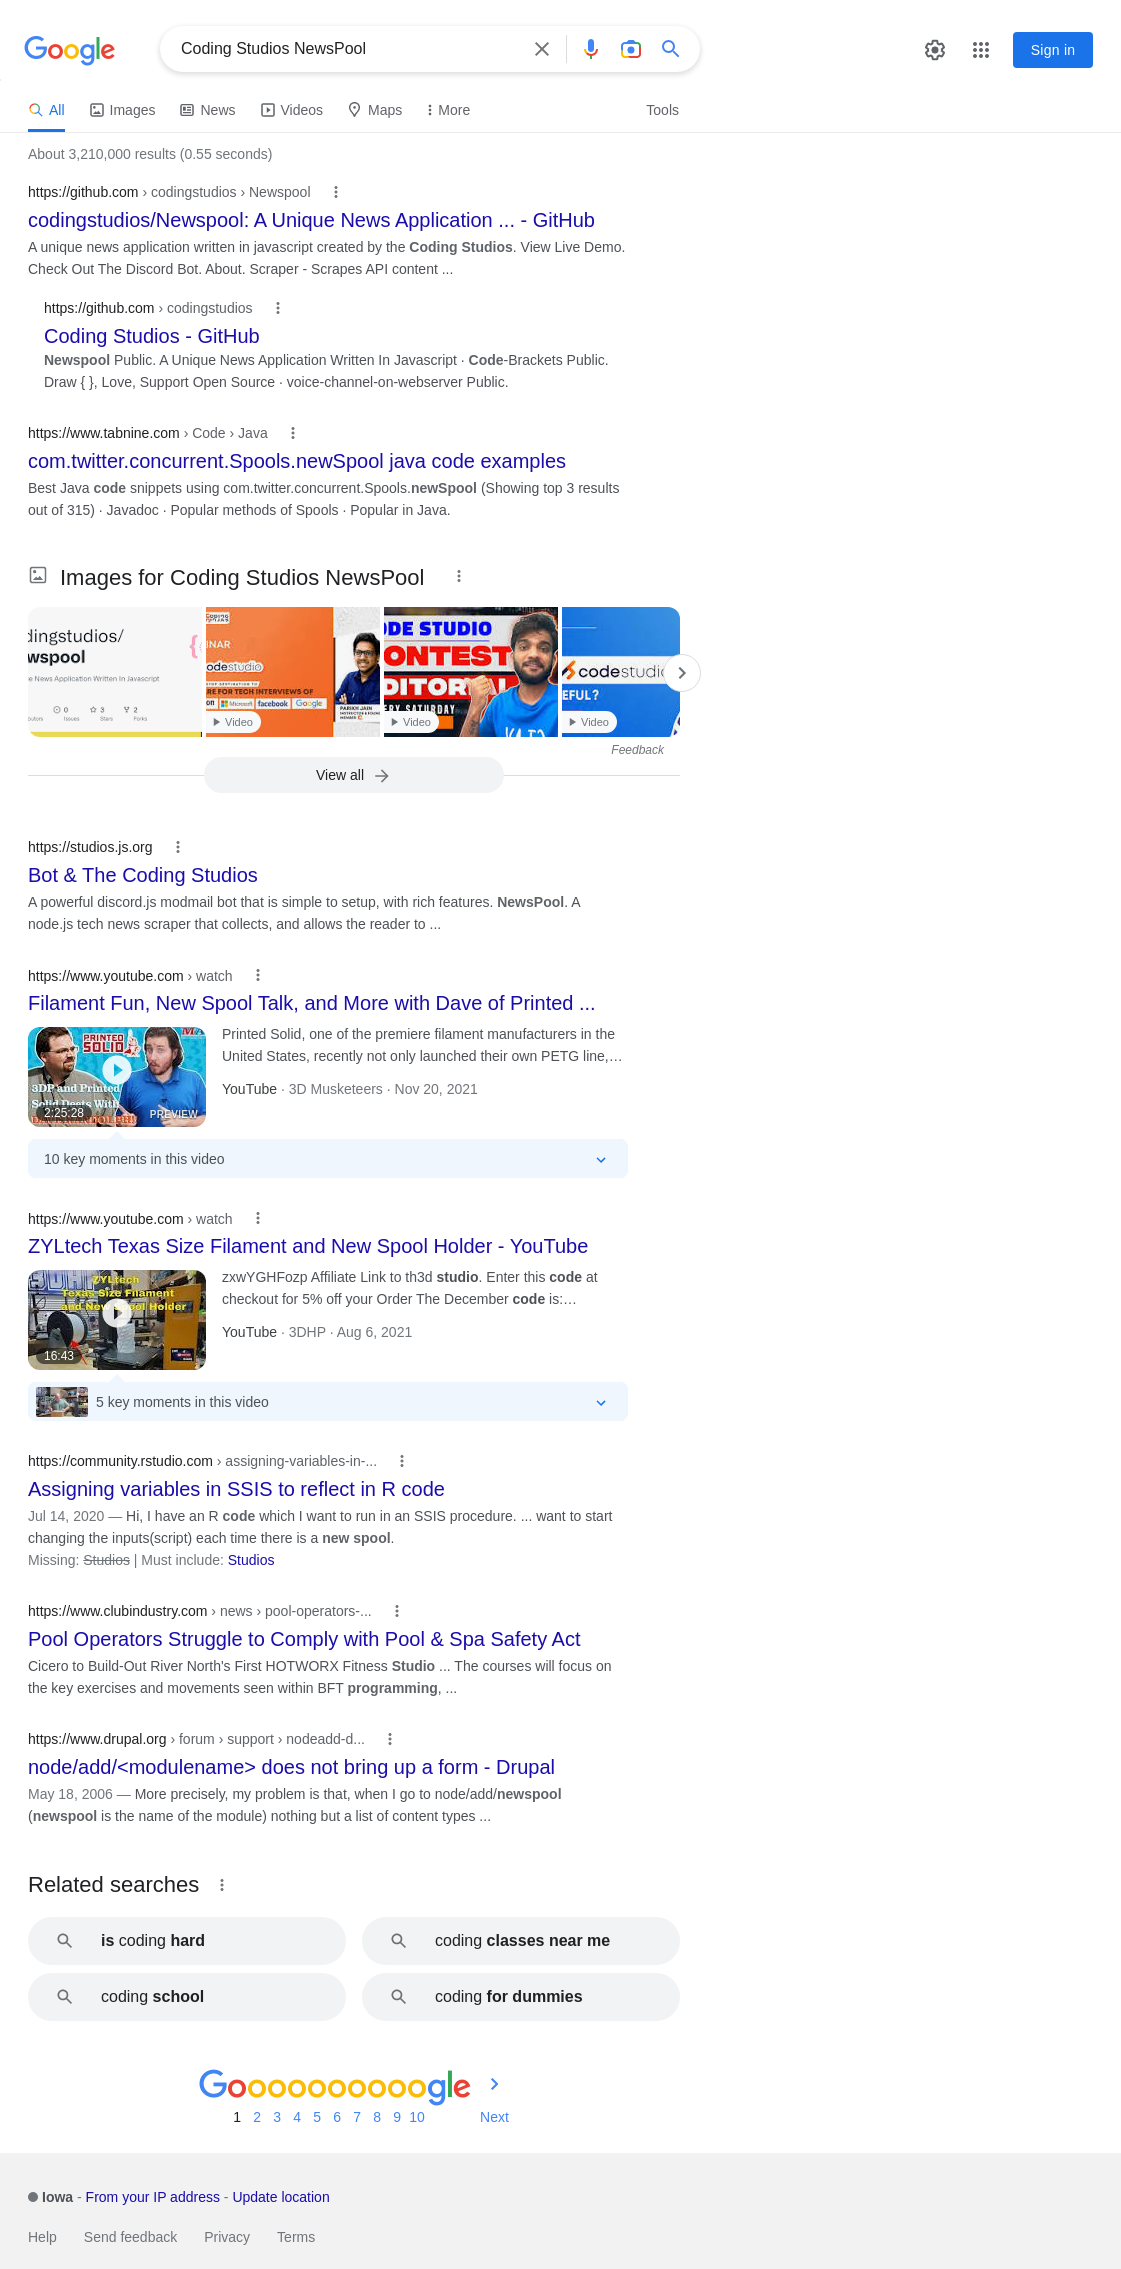 Google
Coding Studios NewsPool
Sign in
All Images News Videos Maps More Tools
About 3,210,000 results (0.55 seconds)
https://github.com › codingstudios › Newspool
codingstudios/Newspool: A Unique News Application ... - GitHub
A unique news application written in javascript created by the Coding Studios. View Live Demo.
Check Out The Discord Bot. About. Scraper - Scrapes API content ...
https://github.com › codingstudios
Coding Studios - GitHub
Newspool Public. A Unique News Application Written In Javascript · Code-Brackets Public.
Draw { }, Love, Support Open Source · voice-channel-on-webserver Public.
https://www.tabnine.com › Code › Java
com.twitter.concurrent.Spools.newSpool java code examples
Best Java code snippets using com.twitter.concurrent.Spools.newSpool (Showing top 3 results
out of 315) · Javadoc · Popular methods of Spools · Popular in Java.
Images for Coding Studios NewsPool
dingstudios/
wspool
e News Application Written In Javascript
0 Issues
3 Stars
2 Forks
CODING
NINJAS
INAR
odestudio
P DESTINATION TO
RE FOR TECH INTERVIEWS OF
on Microsoft facebook Google
PARIKH JAIN
Video
ODE STUDIO
ONTEST
DITORIAL
ERY SATURDAY
Video
codestudio
EFUL?
Video
Feedback
View all
https://studios.js.org
Bot & The Coding Studios
A powerful discord.js modmail bot that is simple to setup, with rich features. NewsPool. A
node.js tech news scraper that collects, and allows the reader to ...
https://www.youtube.com › watch
Filament Fun, New Spool Talk, and More with Dave of Printed ...
PRINTED
SOLID
3DP and Printed
Solid Deets With
2:25:28
PREVIEW
Printed Solid, one of the premiere filament manufacturers in the
United States, recently not only launched their own PETG line,…
YouTube · 3D Musketeers · Nov 20, 2021
10 key moments in this video
https://www.youtube.com › watch
ZYLtech Texas Size Filament and New Spool Holder - YouTube
ZYLtech
Texas Size Filament
and New Spool Holder
16:43
zxwYGHFozp Affiliate Link to th3d studio. Enter this code at
checkout for 5% off your Order The December code is:…
YouTube · 3DHP · Aug 6, 2021
5 key moments in this video
https://community.rstudio.com › assigning-variables-in-...
Assigning variables in SSIS to reflect in R code
Jul 14, 2020 — Hi, I have an R code which I want to run in an SSIS procedure. ... want to start
changing the inputs(script) each time there is a new spool.
Missing: Studios | Must include: Studios
https://www.clubindustry.com › news › pool-operators-...
Pool Operators Struggle to Comply with Pool & Spa Safety Act
Cicero to Build-Out River North's First HOTWORX Fitness Studio ... The courses will focus on
the key exercises and movements seen within BFT programming, ...
https://www.drupal.org › forum › support › nodeadd-d...
node/add/<modulename> does not bring up a form - Drupal
May 18, 2006 — More precisely, my problem is that, when I go to node/add/newspool
(newspool is the name of the module) nothing but a list of content types ...
Related searches
is coding hard
coding classes near me
coding school
coding for dummies
Goooooooooogle
1 2 3 4 5 6 7 8 9 10 Next
Iowa - From your IP address - Update location
Help Send feedback Privacy Terms